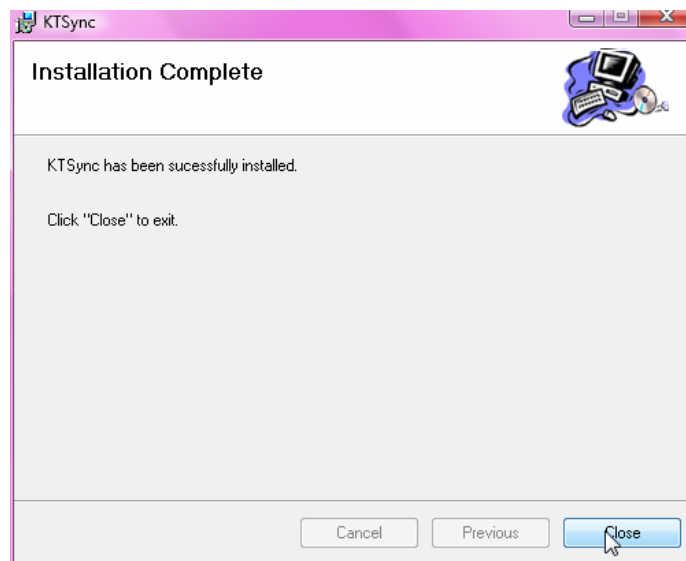 KTSync
Installation Complete
KTSync has been sucessfully installed.
Click "Close" to exit.
Cancel
Previous
Close